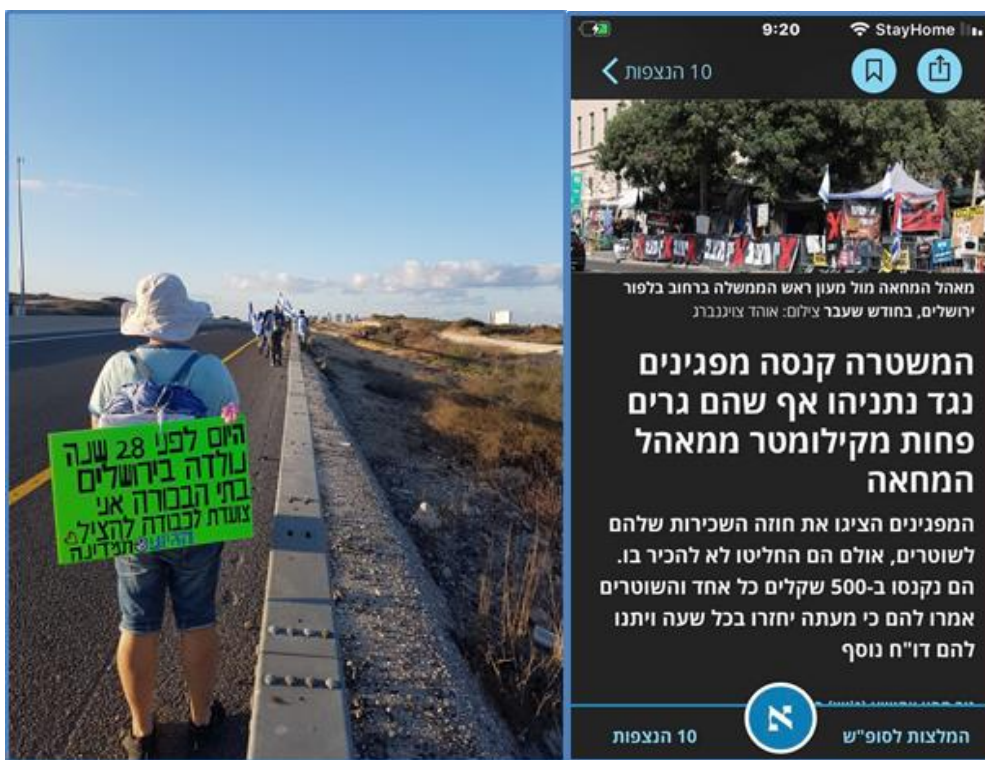 היום לפני 28 שנה
נולדה בירושלים
בתי הבכורה אני
צועדת לכבודה להציל
המדינה
9:20
StayHome
10 הנצפות
מאהל המחאה מול מעון ראש הממשלה ברחוב בלפור
ירושלים, בחודש שעבר צילום: אוהד צויגנברג
המשטרה קנסה מפגינים
נגד נתניהו אף שהם גרים
פחות מקילומטר ממאהל
המחאה
המפגינים הציגו את חוזה השכירות שלהם
לשוטרים, אולם הם החליטו לא להכיר בו.
הם נקנסו ב-500 שקלים כל אחד והשוטרים
אמרו להם כי מעתה יחזרו בכל שעה ויתנו
להם דו"ח נוסף
המלצות לסופ"ש
א
10 הנצפות